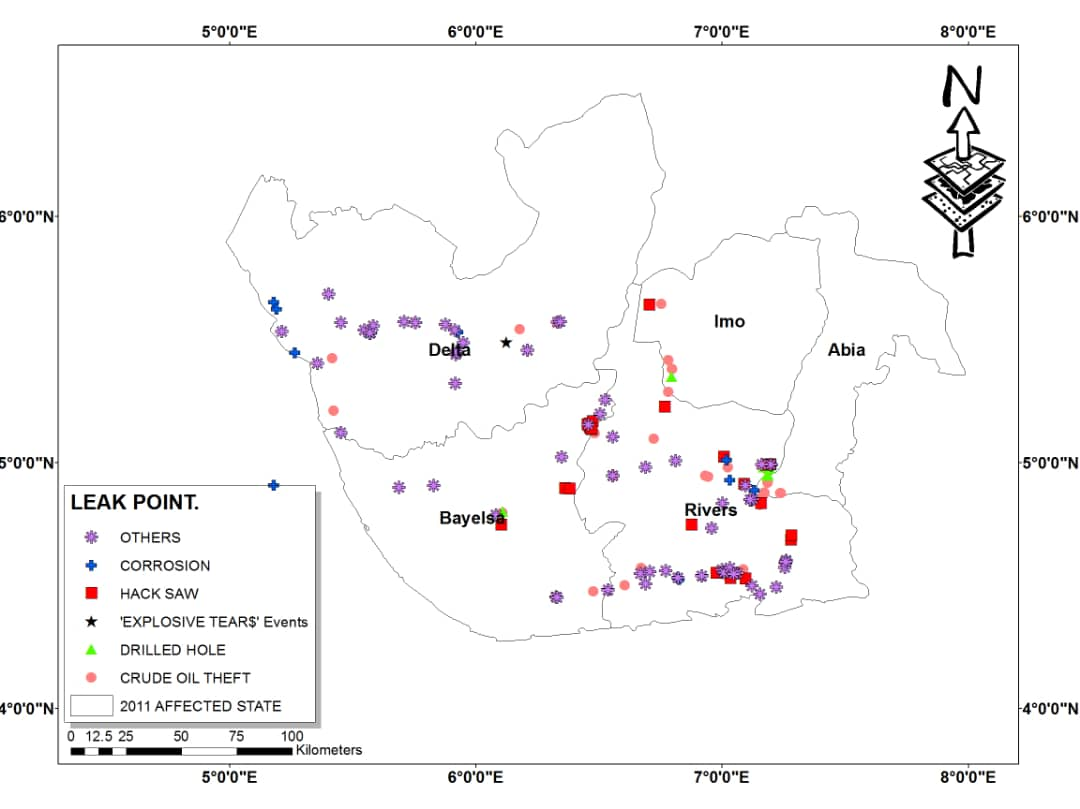 5°0'0"E 6°0'0"E 7°0'0"E 8°0'0"E
N
6°0'0"N 6°0'0"N
Imo
Delta
Abia
5°0'0"N 5°0'0"N
LEAK POINT.
Rivers
Bayelsa
OTHERS
CORROSION
HACK SAW
'EXPLOSIVE TEAR$' Events
DRILLED HOLE
CRUDE OIL THEFT
2011 AFFECTED STATE
4°0'0"N 4°0'0"N
0 12.5 25 50 75 100
Kilometers
5°0'0"E 6°0'0"E 7°0'0"E 8°0'0"E